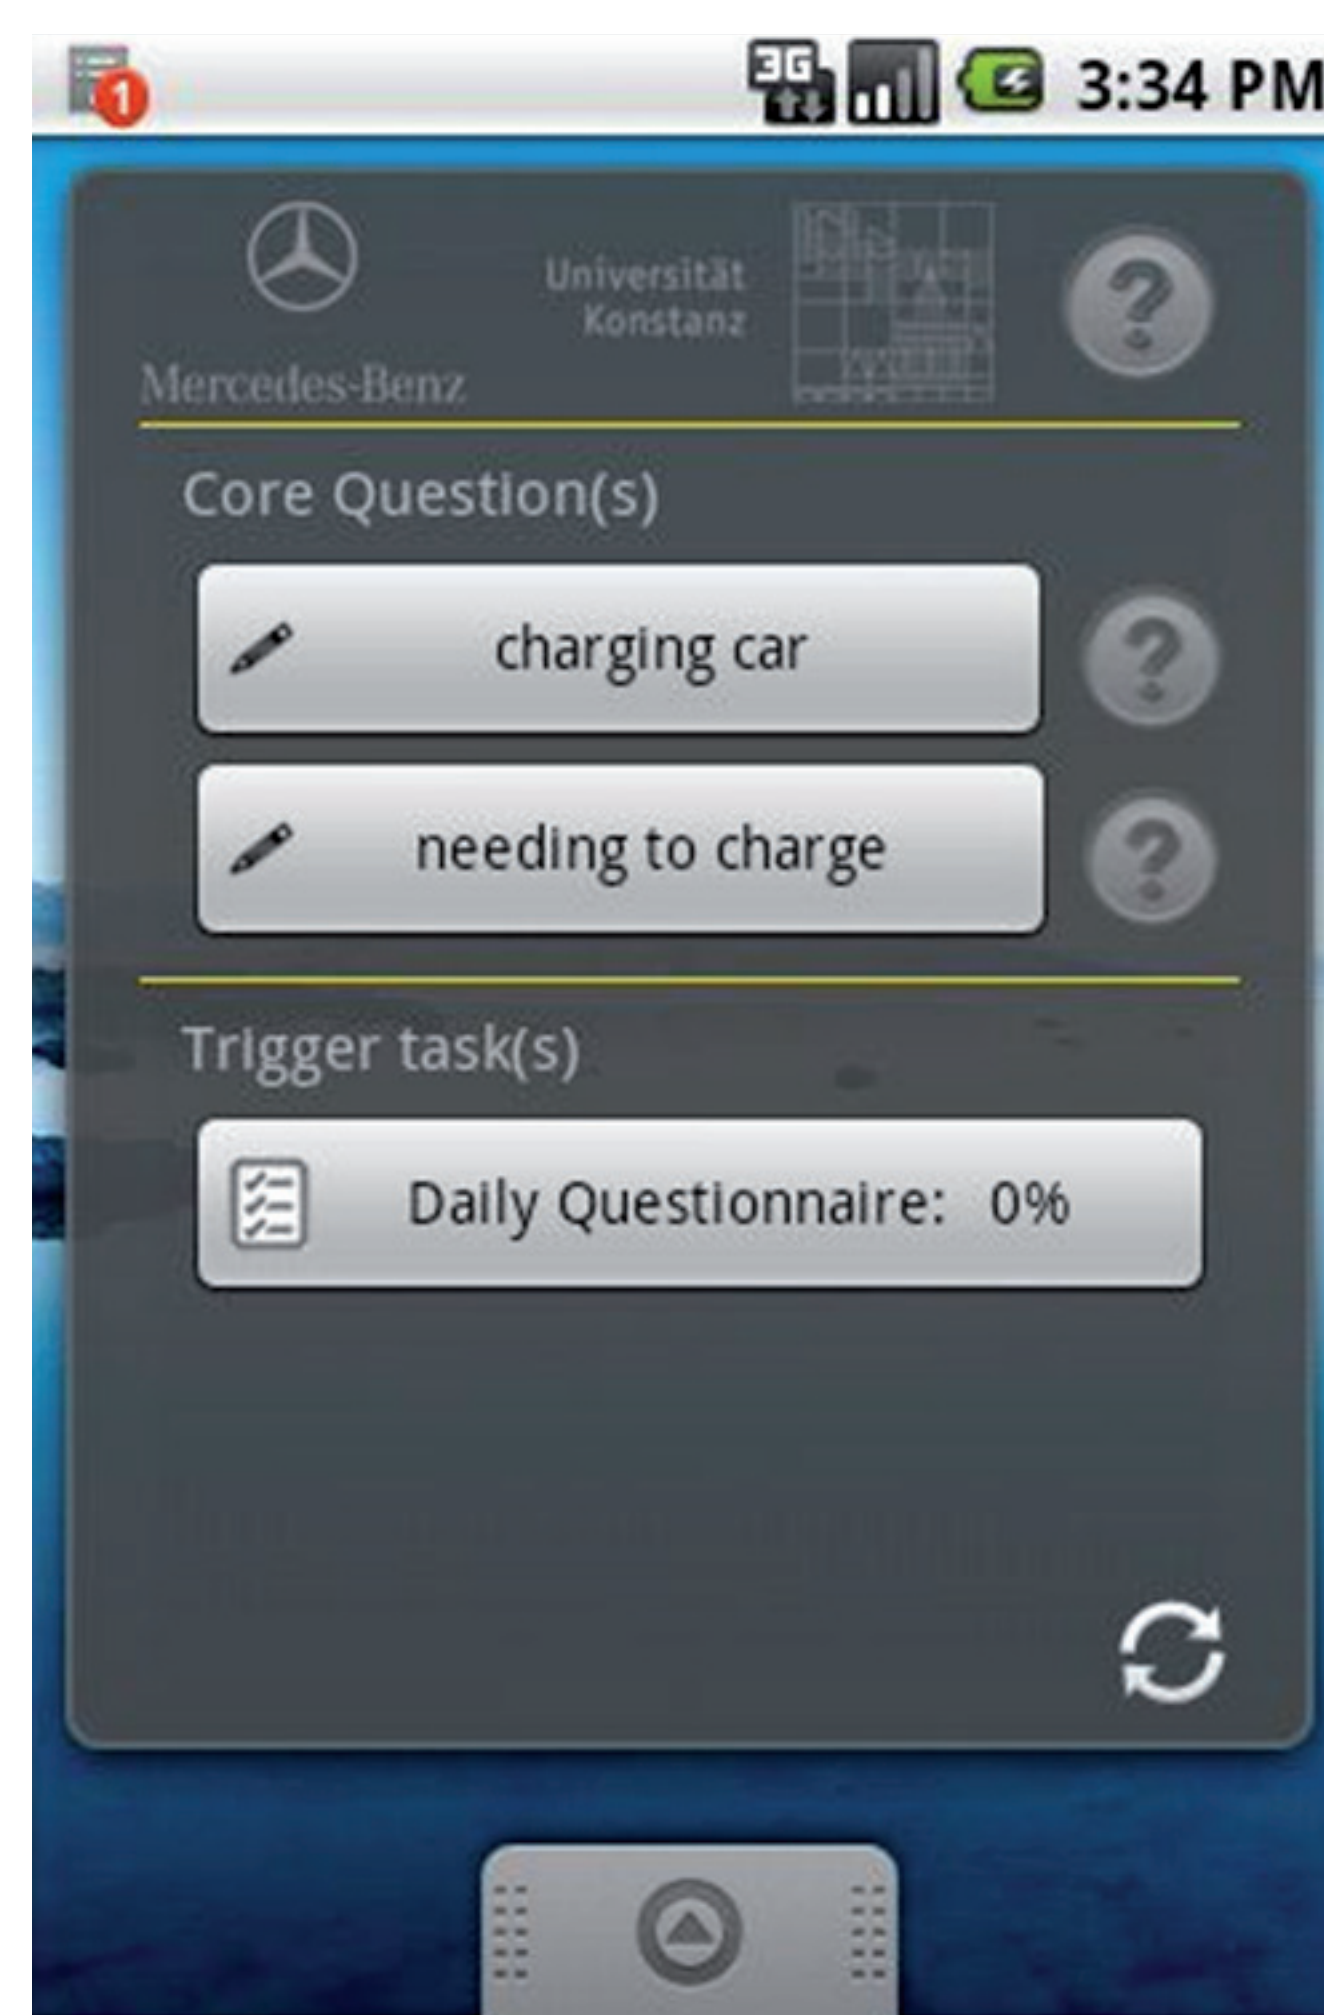 1
3G
3:34 PM
Universität
Konstanz
Mercedes-Benz
Core Question(s)
charging car
needing to charge
Trigger task(s)
Daily Questionnaire: 0%